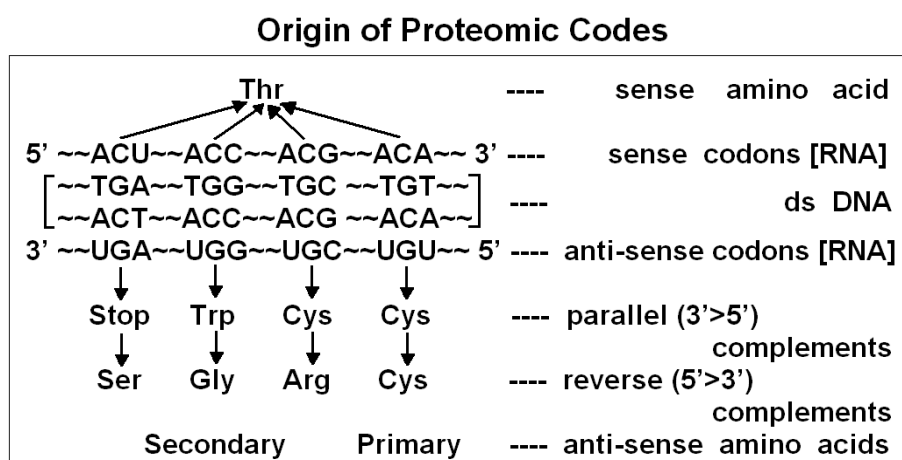 Origin of Proteomic Codes
Thr ---- sense amino acid
5’ ~~ACU~~ACC~~ACG~~ACA~~ 3’ ---- sense codons [RNA]
[~~TGA~~TGG~~TGC ~~TGT~~]
---- ds DNA
[~~ACT~~ACC~~ACG ~~ACA~~]
3’ ~~UGA~~UGG~~UGC~~UGU~~ 5’ ---- anti-sense codons [RNA]
Stop Trp Cys Cys ---- parallel (3’>5’)
complements
Ser Gly Arg Cys ---- reverse (5’>3’)
complements
Secondary Primary ---- anti-sense amino acids